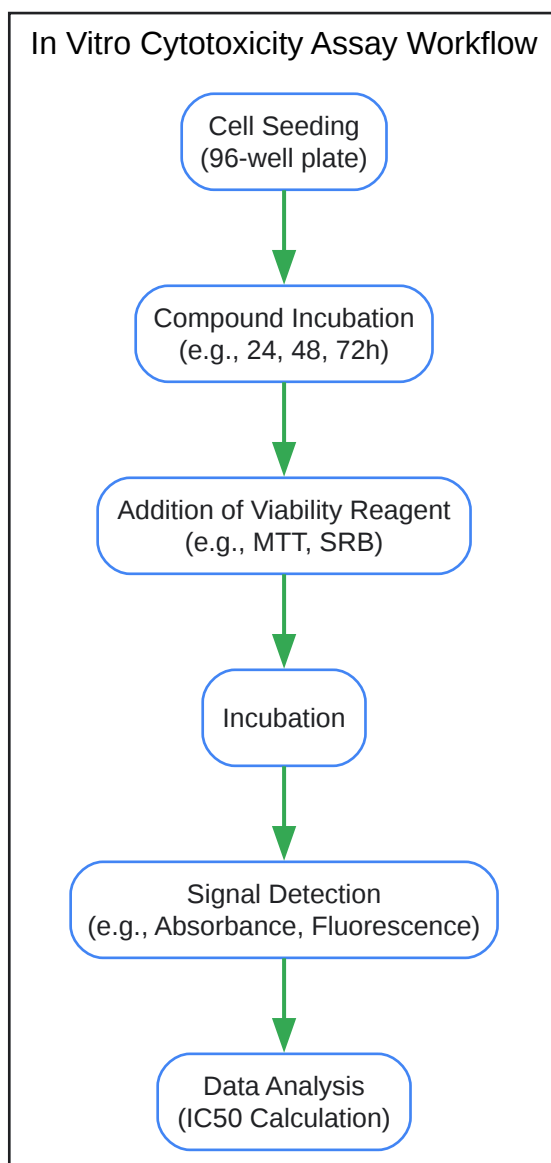 In Vitro Cytotoxicity Assay Workflow
Cell Seeding
(96-well plate)
Compound Incubation
(e.g., 24, 48, 72h)
Addition of Viability Reagent
(e.g., MTT, SRB)
Incubation
Signal Detection
(e.g., Absorbance, Fluorescence)
Data Analysis
(IC50 Calculation)